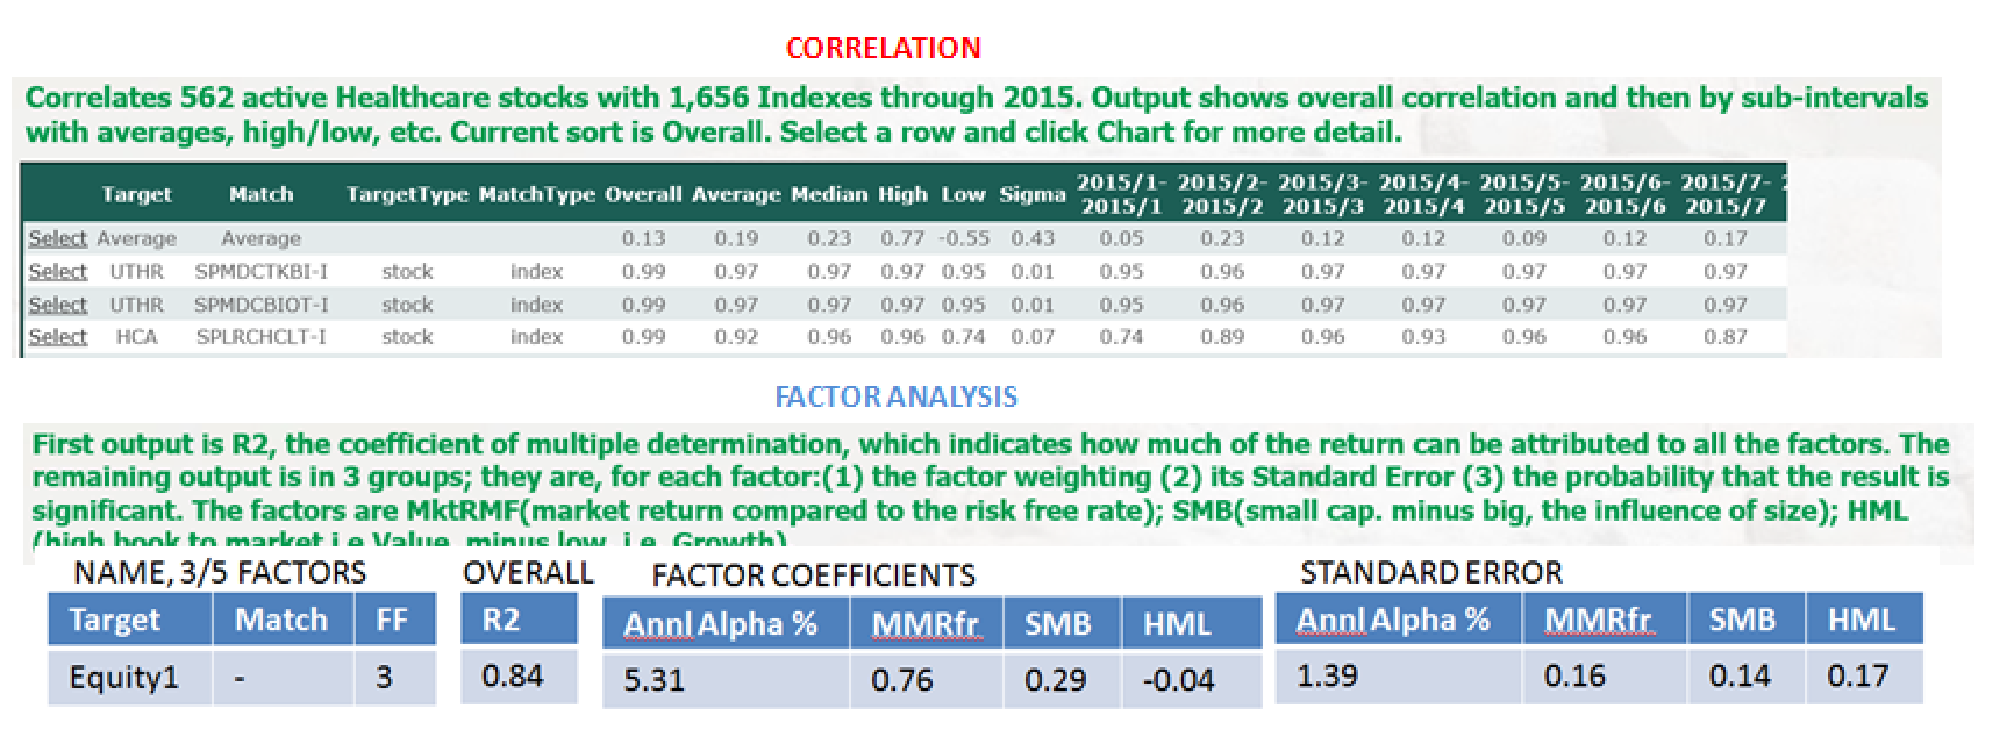 CORRELATION
Correlates 562 active Healthcare stocks with 1,656 Indexes through 2015. Output shows overall correlation and then by sub-intervals
with averages, high/low, etc. Current sort is Overall. Select a row and click Chart for more detail.
Target Match TargetType MatchType Overall Average Median High Low Sigma 2015/1- 2015/2- 2015/3- 2015/4- 2015/5- 2015/6- 2015/7-
2015/1 2015/2 2015/3 2015/4 2015/5 2015/6 2015/7
Select Average Average 0.13 0.19 0.23 0.77 -0.55 0.43 0.05 0.23 0.12 0.12 0.09 0.12 0.17
Select UTHR SPMDCTKBI-I stock index 0.99 0.97 0.97 0.97 0.95 0.01 0.95 0.96 0.97 0.97 0.97 0.97 0.97
Select UTHR SPMDCBIOT-I stock index 0.99 0.97 0.97 0.97 0.95 0.01 0.95 0.96 0.97 0.97 0.97 0.97 0.97
Select HCA SPLRCHCLT-I stock index 0.99 0.92 0.96 0.96 0.74 0.07 0.74 0.89 0.96 0.93 0.96 0.96 0.87
FACTOR ANALYSIS
First output is R2, the coefficient of multiple determination, which indicates how much of the return can be attributed to all the factors. The
remaining output is in 3 groups; they are, for each factor:(1) the factor weighting (2) its Standard Error (3) the probability that the result is
significant. The factors are MktRMF(market return compared to the risk free rate); SMB(small cap. minus big, the influence of size); HML
(high book to market i.e Value, minus low, i.e. Growth)
NAME, 3/5 FACTORS OVERALL FACTOR COEFFICIENTS STANDARD ERROR
Target Match FF R2 Annl Alpha % MMRfr SMB HML Annl Alpha % MMRfr SMB HML
Equity1 - 3 0.84 5.31 0.76 0.29 -0.04 1.39 0.16 0.14 0.17